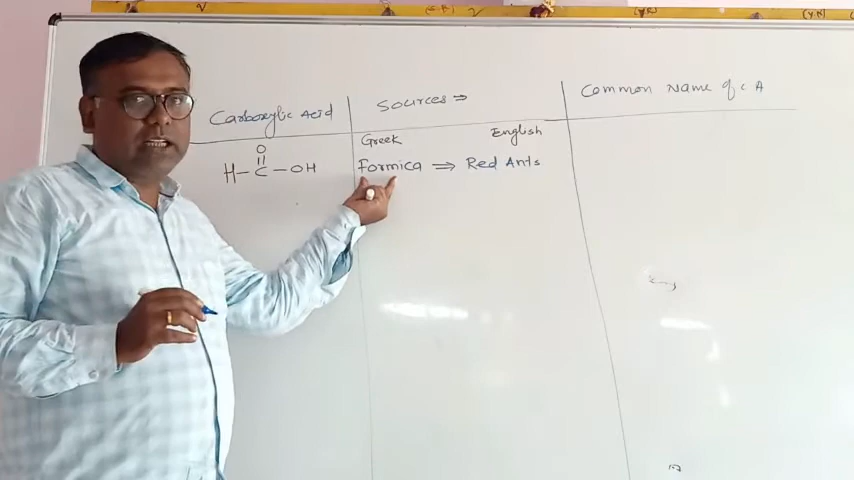 Carboxylic Acid
Sources ⇒
Common Name of C A
Greek
English
O
H-C-OH
Formica ⇒ Red Ants